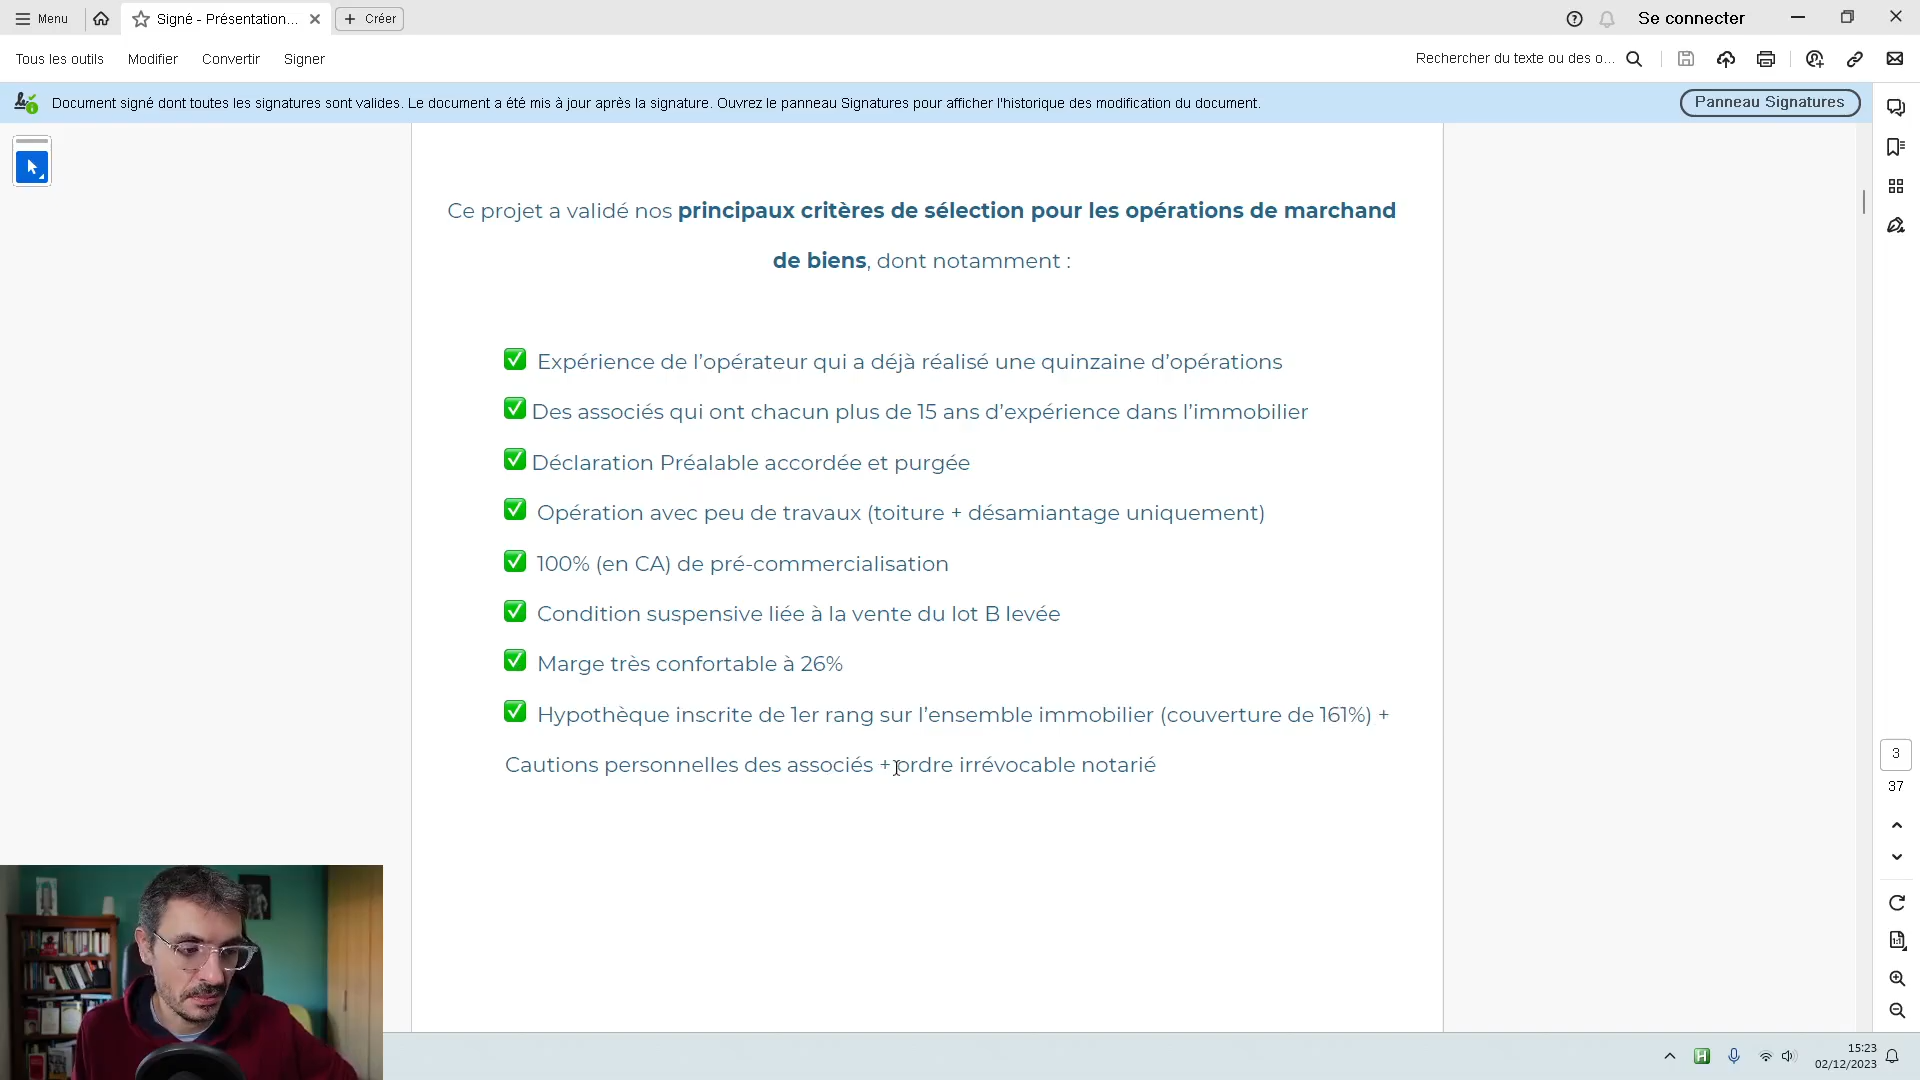 Menu
Signé - Présentation...
Créer
Se connecter
Tous les outils
Modifier
Convertir
Signer
Rechercher du texte ou des o...
Document signé dont toutes les signatures sont valides. Le document a été mis à jour après la signature. Ouvrez le panneau Signatures pour afficher l'historique des modification du document.
Panneau Signatures
Ce projet a validé nos principaux critères de sélection pour les opérations de marchand
de biens, dont notamment :
✅ Expérience de l’opérateur qui a déjà réalisé une quinzaine d’opérations
✅ Des associés qui ont chacun plus de 15 ans d’expérience dans l’immobilier
✅ Déclaration Préalable accordée et purgée
✅ Opération avec peu de travaux (toiture + désamiantage uniquement)
✅ 100% (en CA) de pré-commercialisation
✅ Condition suspensive liée à la vente du lot B levée
✅ Marge très confortable à 26%
✅ Hypothèque inscrite de 1er rang sur l’ensemble immobilier (couverture de 161%) +
Cautions personnelles des associés + ordre irrévocable notarié
3
37
15:23
02/12/2023